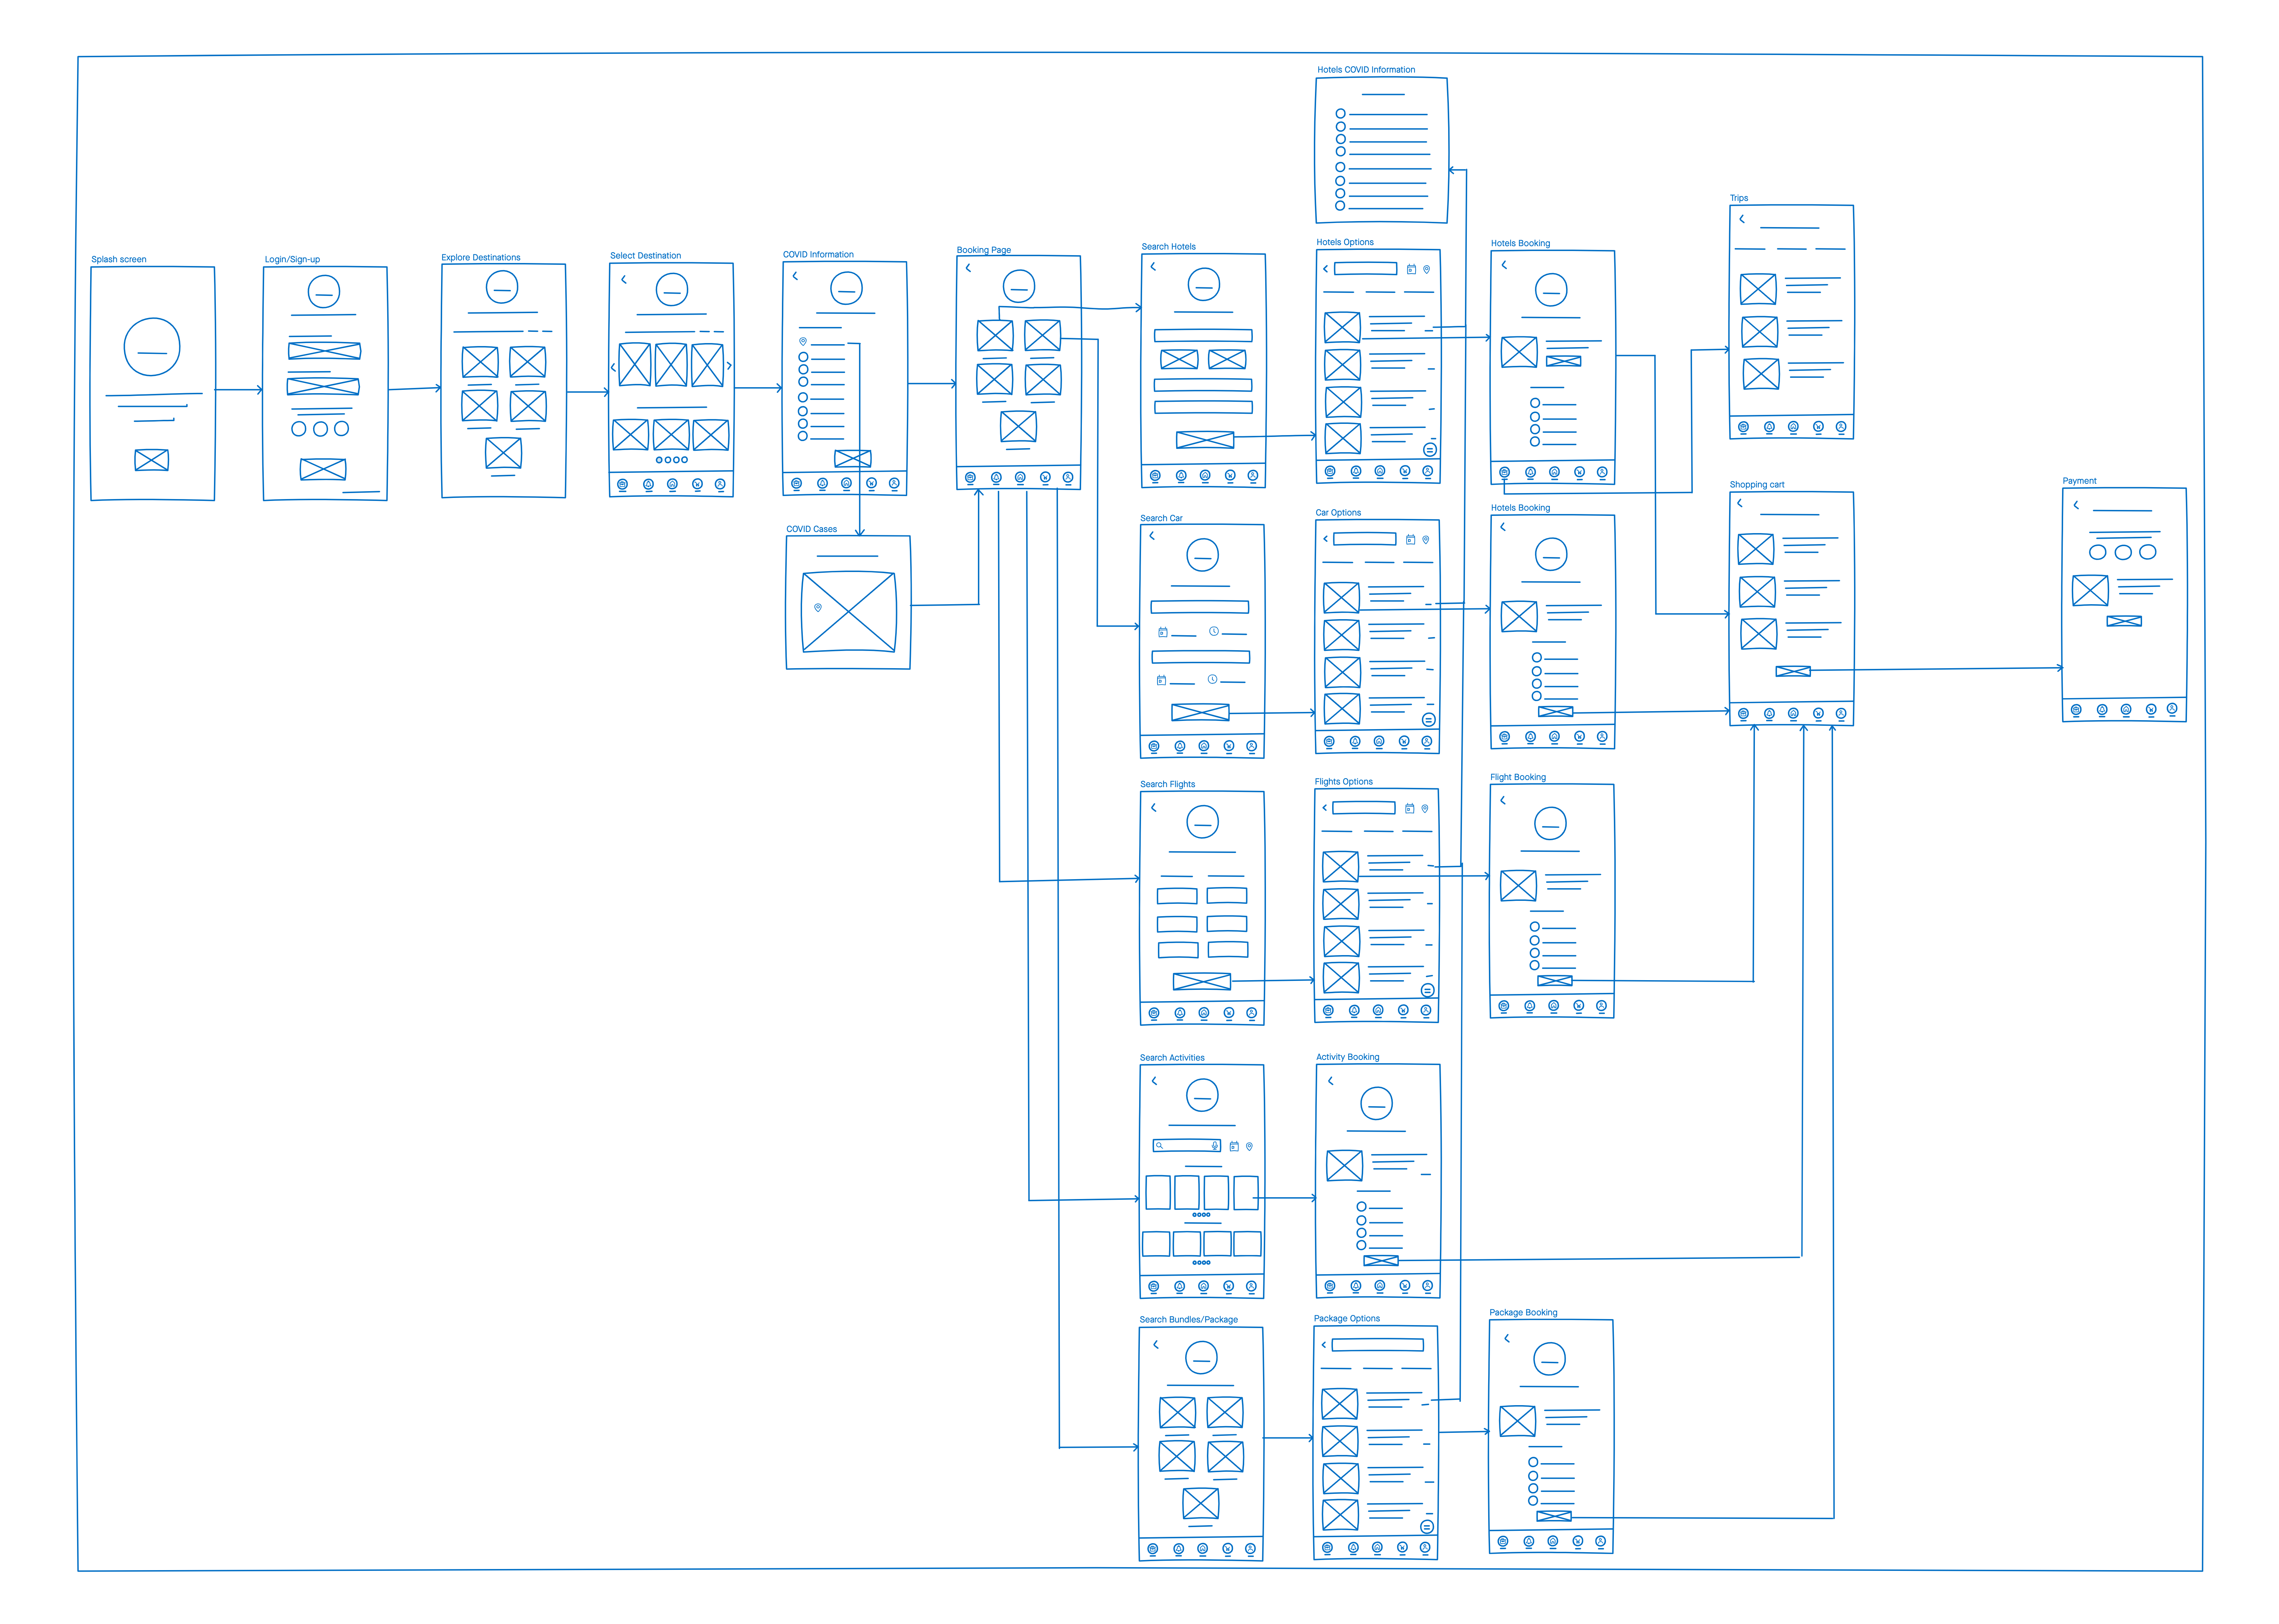 Hotels COVID Information
Trips
Splash screen
Login/Sign-up
Explore Destinations
Select Destination
COVID Information
Booking Page
Search Hotels
Hotels Options
Hotels Booking
Shopping cart
Payment
COVID Cases
Search Car
Car Options
Hotels Booking
Search Flights
Flights Options
Flight Booking
Search Activities
Activity Booking
Search Bundles/Package
Package Options
Package Booking